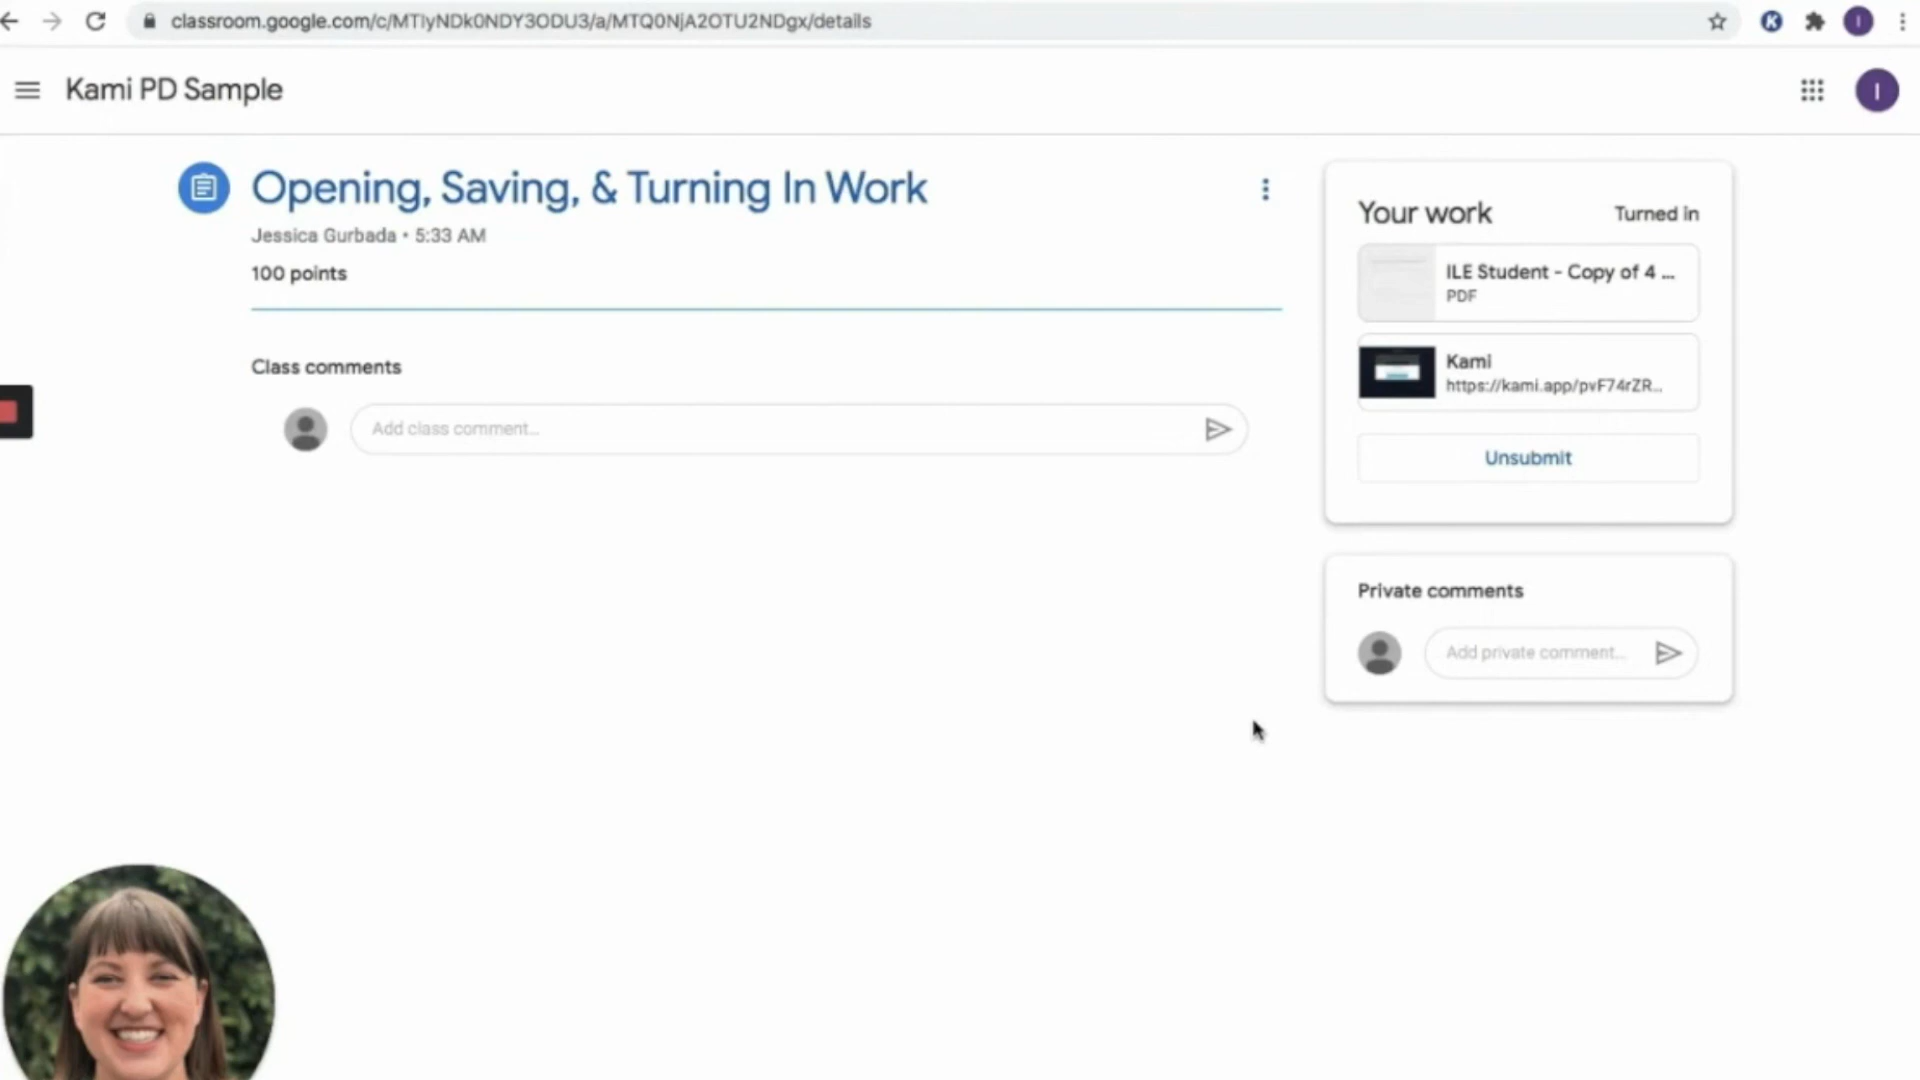 classroom.google.com/c/MTIyNDk0NDY3ODU3/a/MTQ0NjA2OTU2NDgx/details
K
I
Kami PD Sample
I
Opening, Saving, & Turning In Work
Jessica Gurbada • 5:33 AM
100 points
Class comments
Add class comment...
Your work
Turned in
ILE Student - Copy of 4 ...
PDF
Kami
https://kami.app/pvF74rZR...
Unsubmit
Private comments
Add private comment...